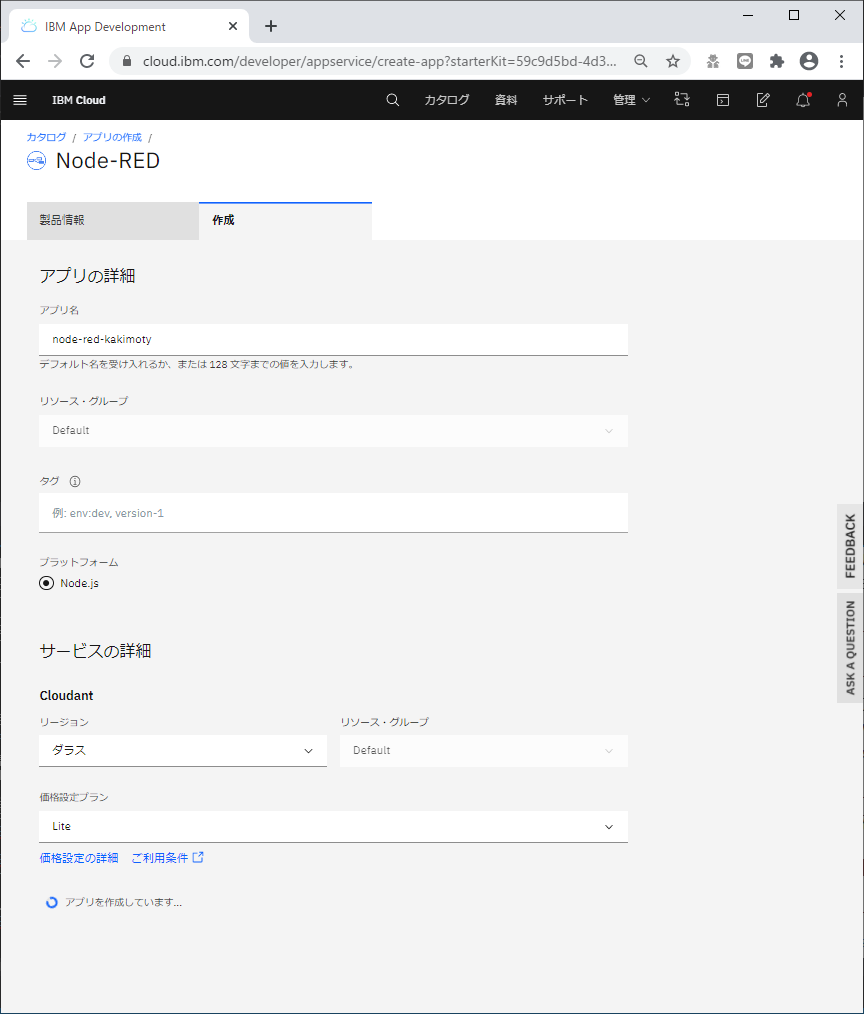 IBM App Development
cloud.ibm.com/developer/appservice/create-app?starterKit=59c9d5bd-4d3...
IBM Cloud カタログ 資料 サポート 管理
カタログ / アプリの作成 /
Node-RED
製品情報 作成
アプリの詳細
アプリ名
node-red-kakimoty
デフォルト名を受け入れるか、または 128 文字までの値を入力します。
リソース・グループ
Default
タグ
例: env:dev, version-1
プラットフォーム
Node.js
サービスの詳細
Cloudant
リージョン リソース・グループ
ダラス Default
価格設定プラン
Lite
価格設定の詳細 ご利用条件
アプリを作成しています...
FEEDBACK
ASK A QUESTION